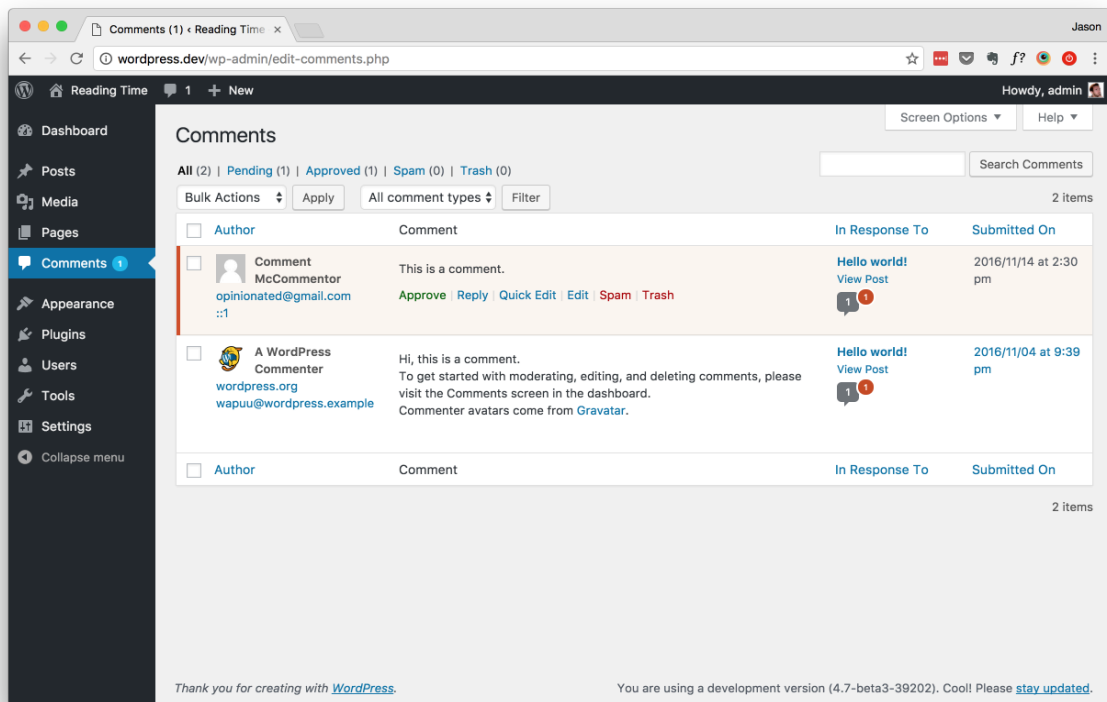 Comments (1) ‹ Reading Time ×
Jason
wordpress.dev/wp-admin/edit-comments.php
f?
Reading Time 1 + New
Howdy, admin
Screen Options ▼ Help ▼
Dashboard
Posts
Media
Pages
Comments 1
Appearance
Plugins
Users
Tools
Settings
Collapse menu
Comments
All (2) | Pending (1) | Approved (1) | Spam (0) | Trash (0)
Search Comments
Bulk Actions Apply All comment types Filter
2 items
Author Comment In Response To Submitted On
Comment
McCommentor
opinionated@gmail.com
::1
This is a comment.
Approve | Reply | Quick Edit | Edit | Spam | Trash
Hello world!
View Post
1 1
2016/11/14 at 2:30
pm
A WordPress
Commenter
wordpress.org
wapuu@wordpress.example
Hi, this is a comment.
To get started with moderating, editing, and deleting comments, please
visit the Comments screen in the dashboard.
Commenter avatars come from Gravatar.
Hello world!
View Post
1 1
2016/11/04 at 9:39
pm
Author Comment In Response To Submitted On
2 items
Thank you for creating with WordPress.
You are using a development version (4.7-beta3-39202). Cool! Please stay updated.